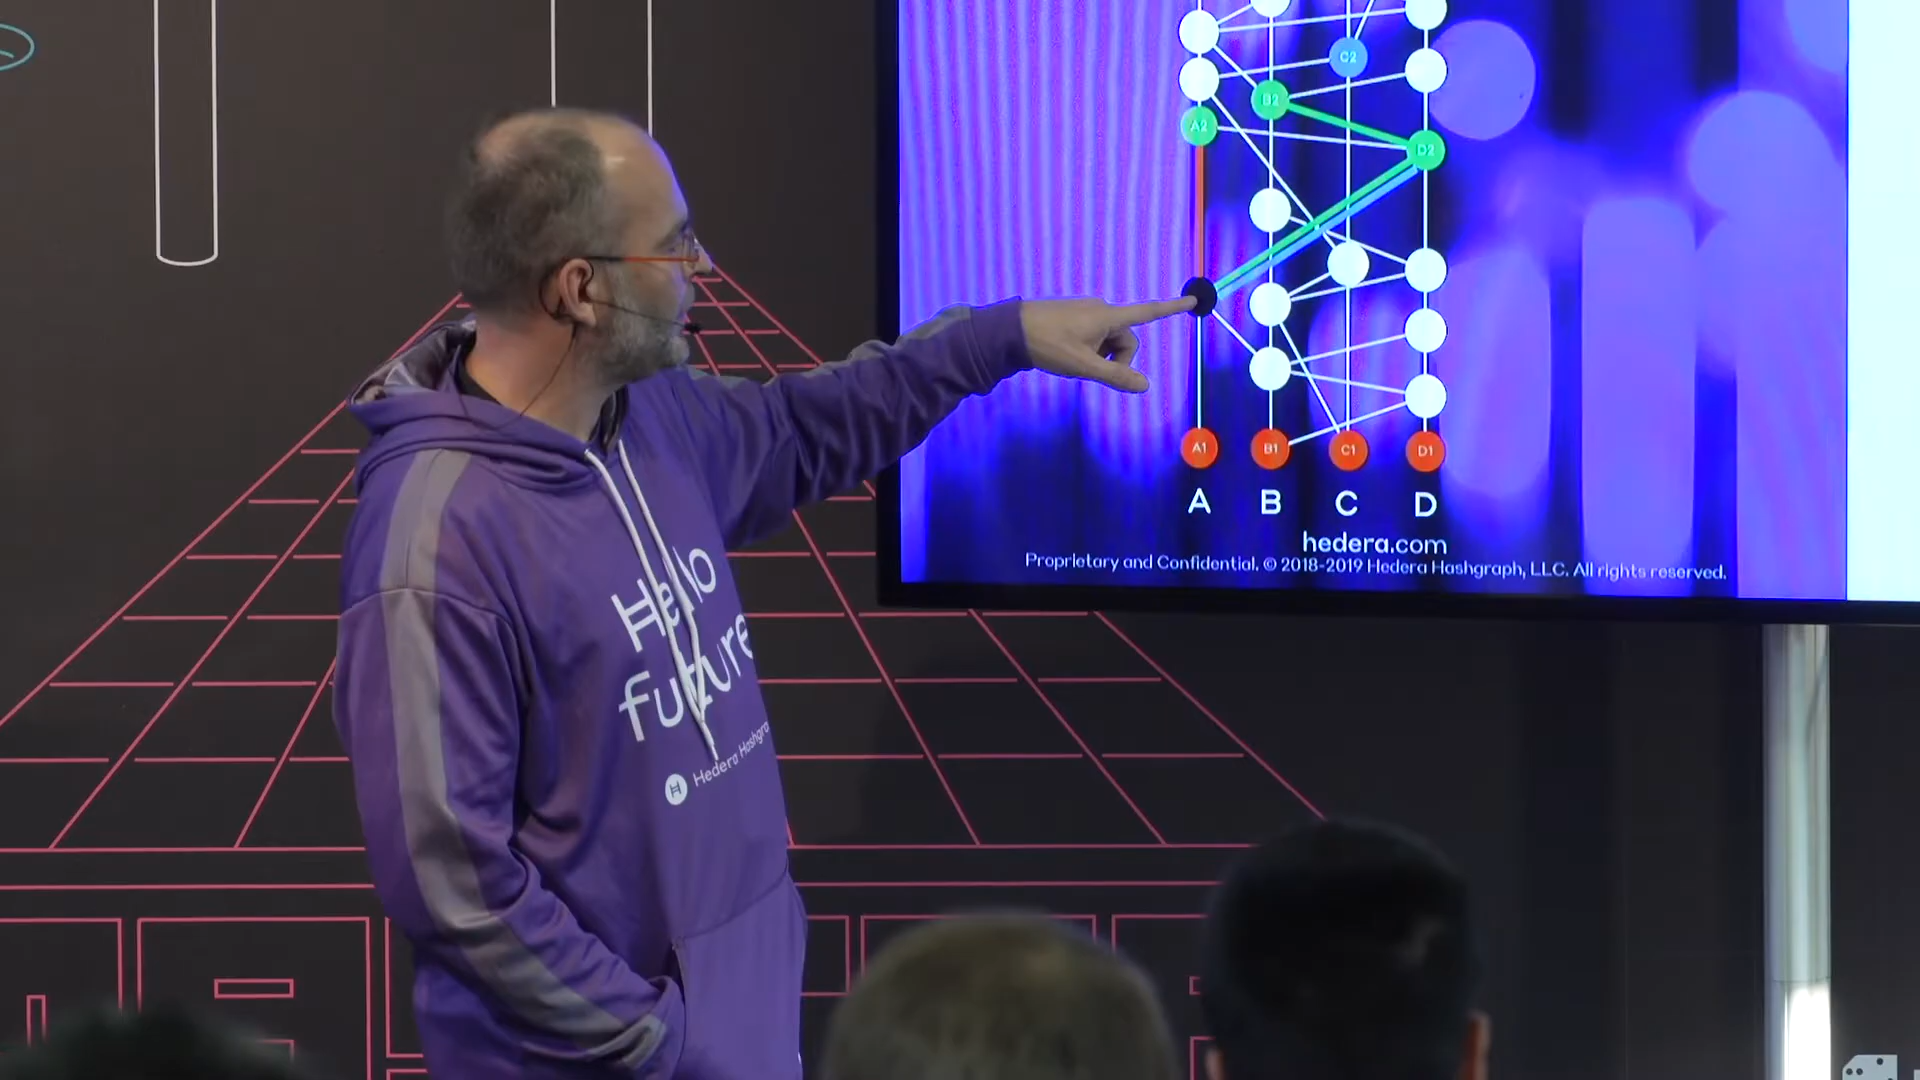 C2
B2
A2
D2
A1 B1 C1 D1
A B C D
hedera.com
Proprietary and Confidential. © 2018-2019 Hedera Hashgraph, LLC. All rights reserved.
Hello
future
Hedera